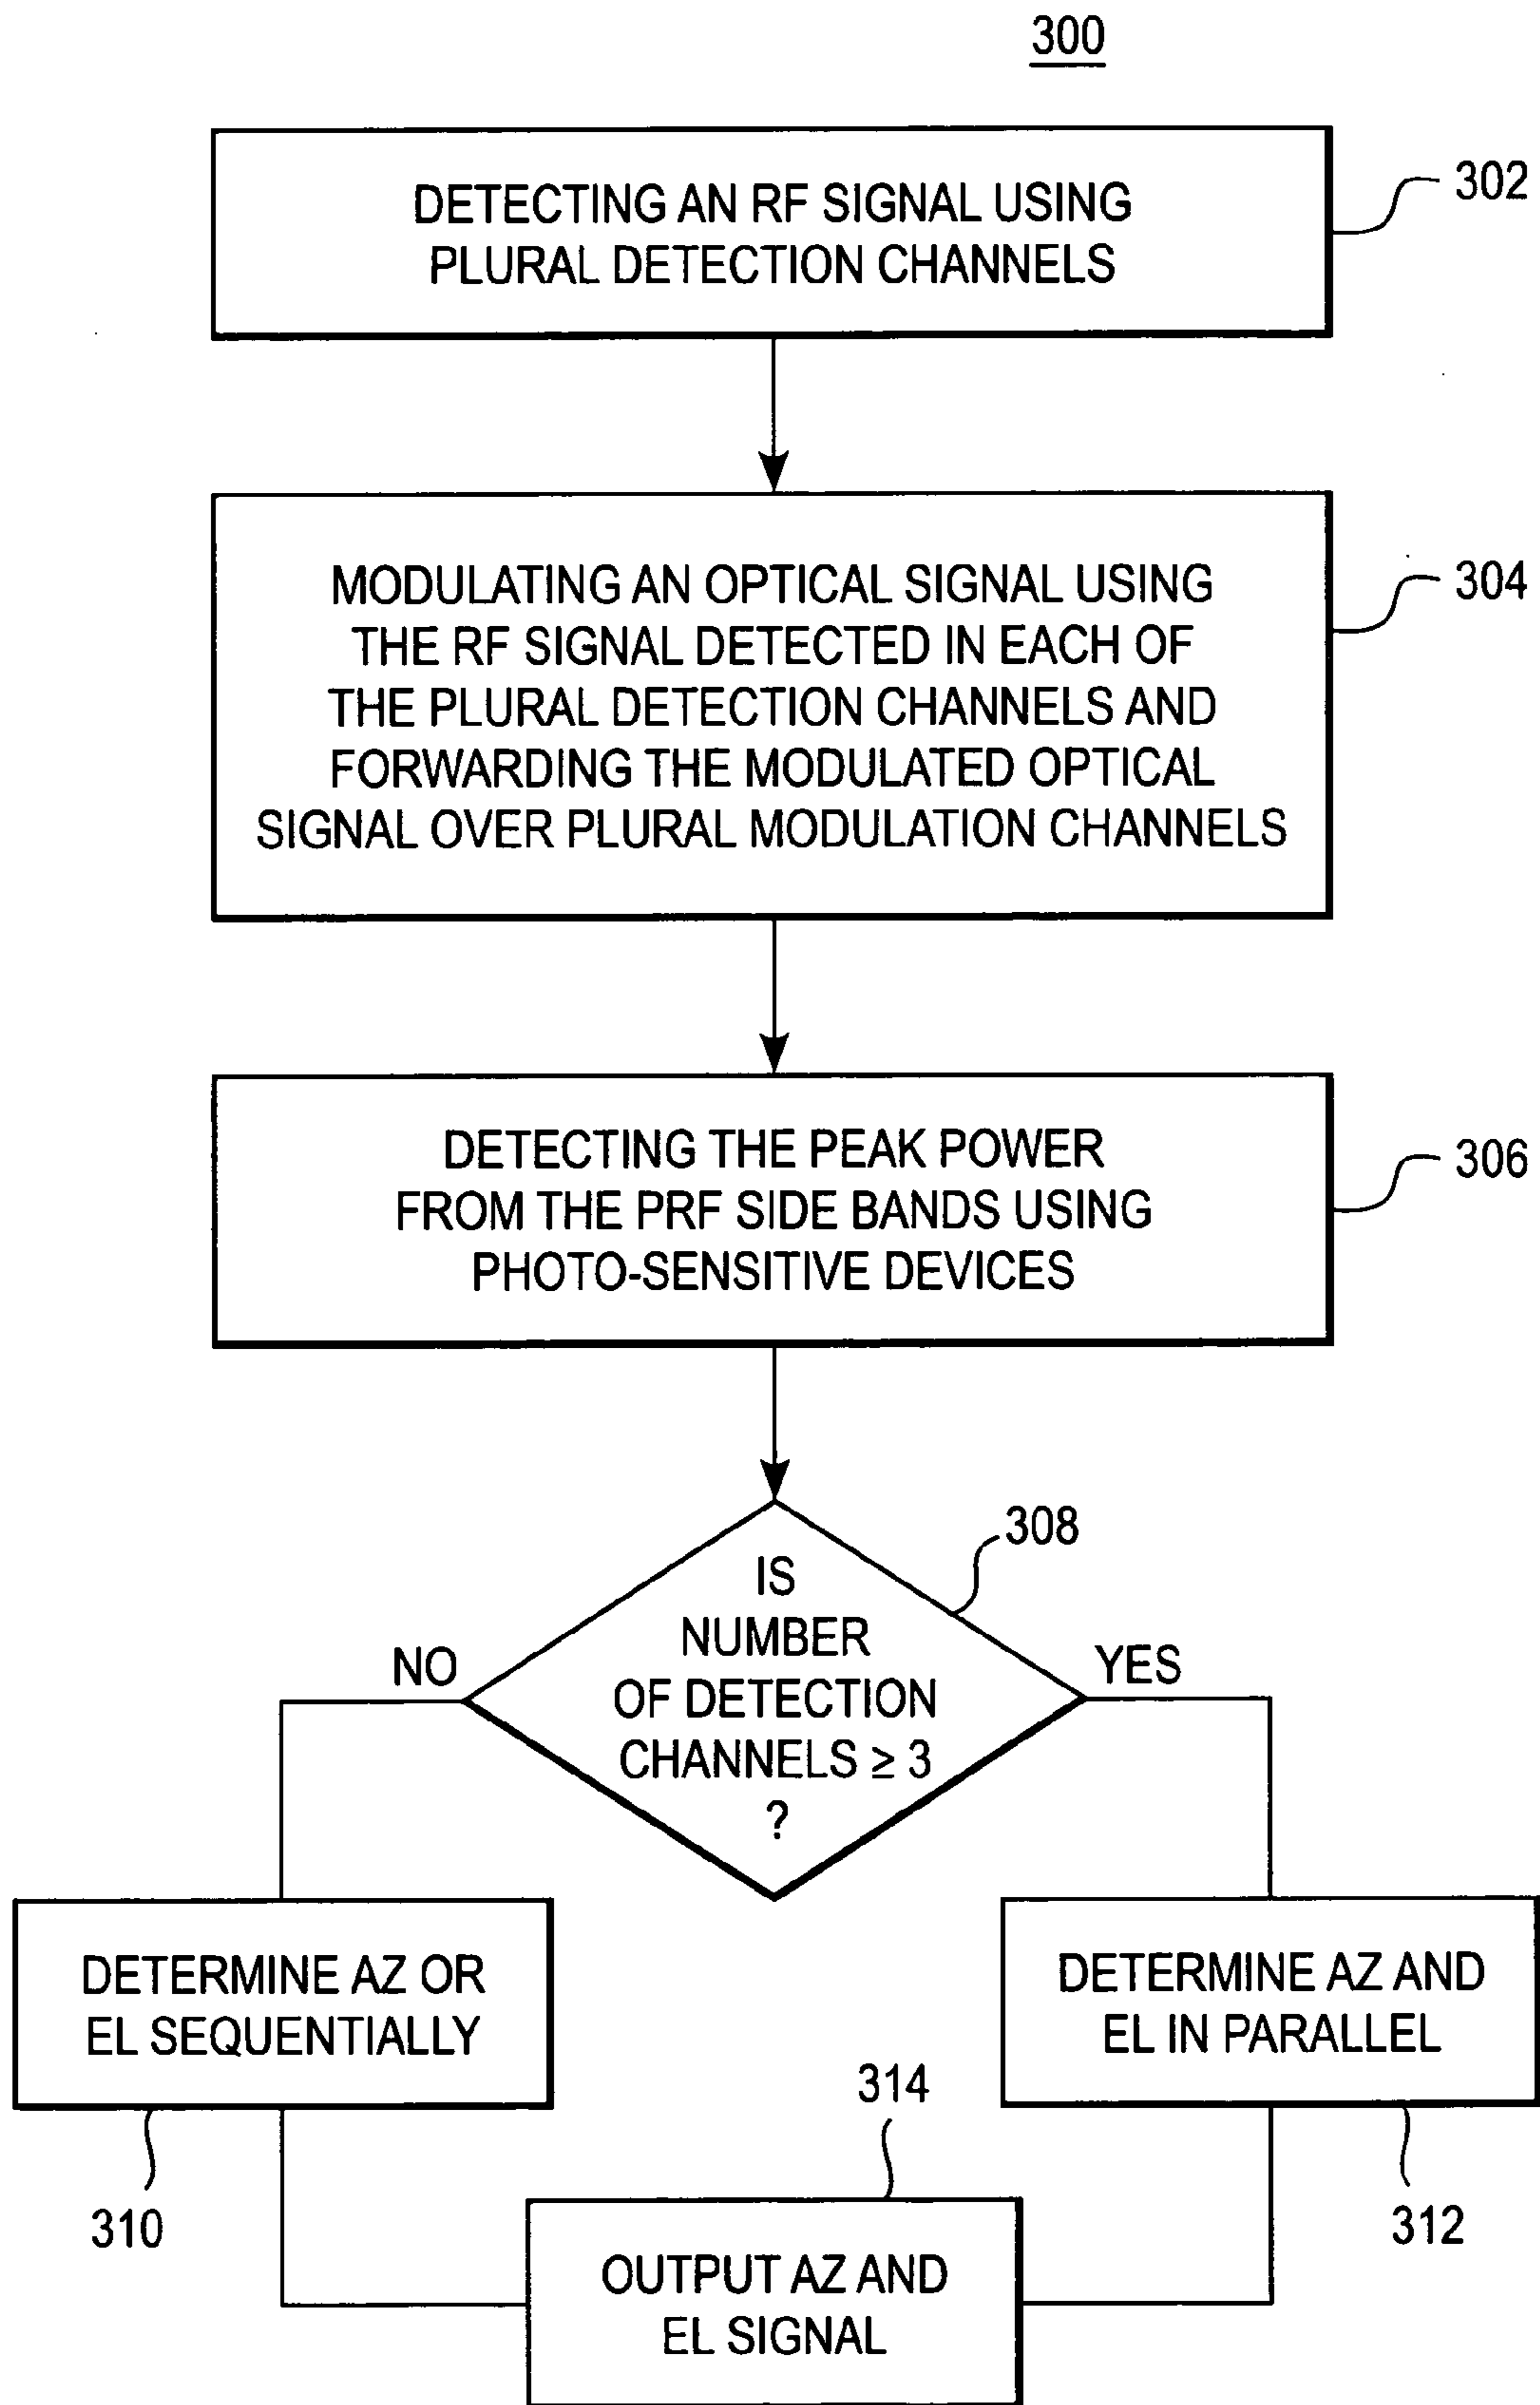 300
DETECTING AN RF SIGNAL USING
PLURAL DETECTION CHANNELS
302
MODULATING AN OPTICAL SIGNAL USING
THE RF SIGNAL DETECTED IN EACH OF
THE PLURAL DETECTION CHANNELS AND
FORWARDING THE MODULATED OPTICAL
SIGNAL OVER PLURAL MODULATION CHANNELS
304
DETECTING THE PEAK POWER
FROM THE PRF SIDE BANDS USING
PHOTO-SENSITIVE DEVICES
306
308
IS
NUMBER
OF DETECTION
CHANNELS ≥ 3
?
NO
YES
DETERMINE AZ OR
EL SEQUENTIALLY
310
DETERMINE AZ AND
EL IN PARALLEL
312
314
OUTPUT AZ AND
EL SIGNAL